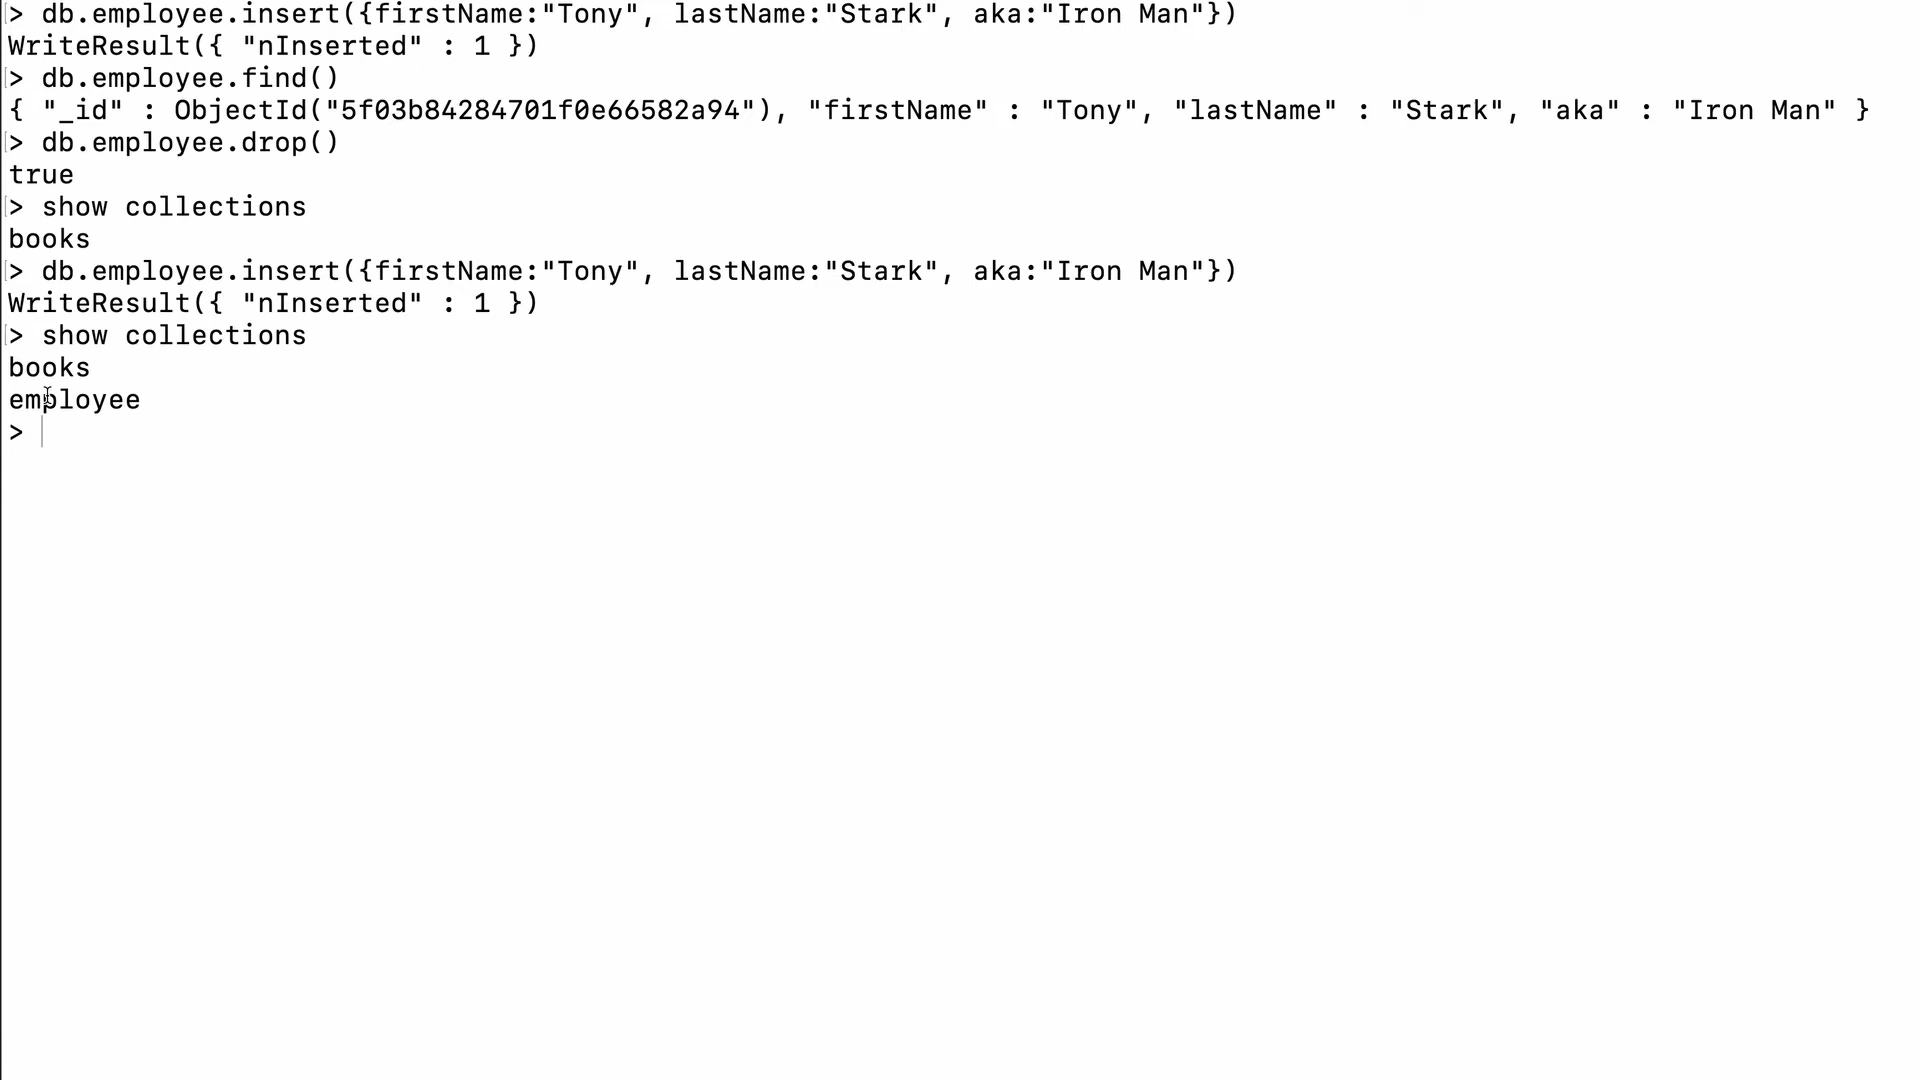 > db.employee.insert({firstName:"Tony", lastName:"Stark", aka:"Iron Man"})
WriteResult({ "nInserted" : 1 })
> db.employee.find()
{ "_id" : ObjectId("5f03b84284701f0e66582a94"), "firstName" : "Tony", "lastName" : "Stark", "aka" : "Iron Man" }
> db.employee.drop()
true
> show collections
books
> db.employee.insert({firstName:"Tony", lastName:"Stark", aka:"Iron Man"})
WriteResult({ "nInserted" : 1 })
> show collections
books
employee
>